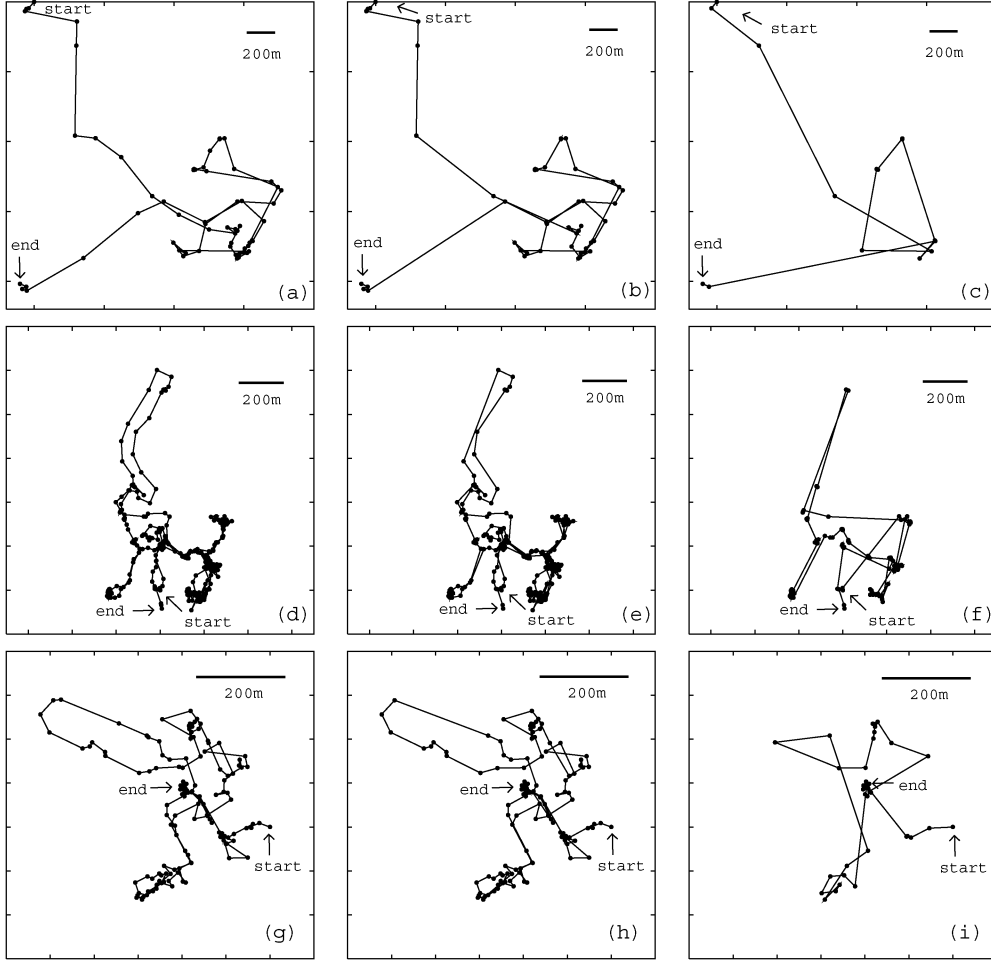 start
200m
end
(a)
start
200m
end
(b)
start
200m
end
(c)
200m
end
start
(d)
200m
end
start
(e)
200m
end
start
(f)
200m
end
start
(g)
200m
end
start
(h)
200m
end
start
(i)